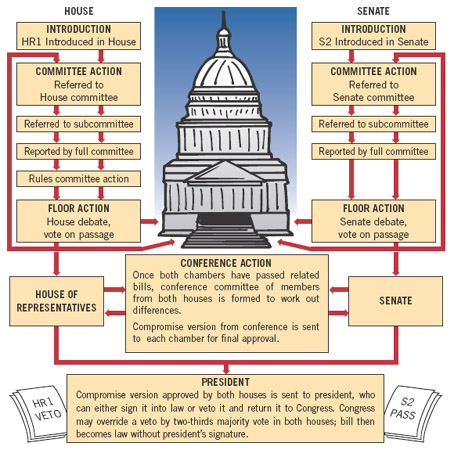 HOUSE
INTRODUCTION
HR1 Introduced in House
COMMITTEE ACTION
Referred to
House committee
Referred to subcommittee
Reported by full committee
Rules committee action
FLOOR ACTION
House debate,
vote on passage
SENATE
INTRODUCTION
S2 Introduced in Senate
COMMITTEE ACTION
Referred to
Senate committee
Referred to subcommittee
Reported by full committee
FLOOR ACTION
Senate debate,
vote on passage
CONFERENCE ACTION
Once both chambers have passed related
bills, conference committee of members
from both houses is formed to work out
differences.
Compromise version from conference is sent
to each chamber for final approval.
HOUSE OF
REPRESENTATIVES
SENATE
PRESIDENT
Compromise version approved by both houses is sent to president, who
can either sign it into law or veto it and return it to Congress. Congress
may override a veto by two-thirds majority vote in both houses; bill then
becomes law without president's signature.
HR1
VETO
S2
PASS